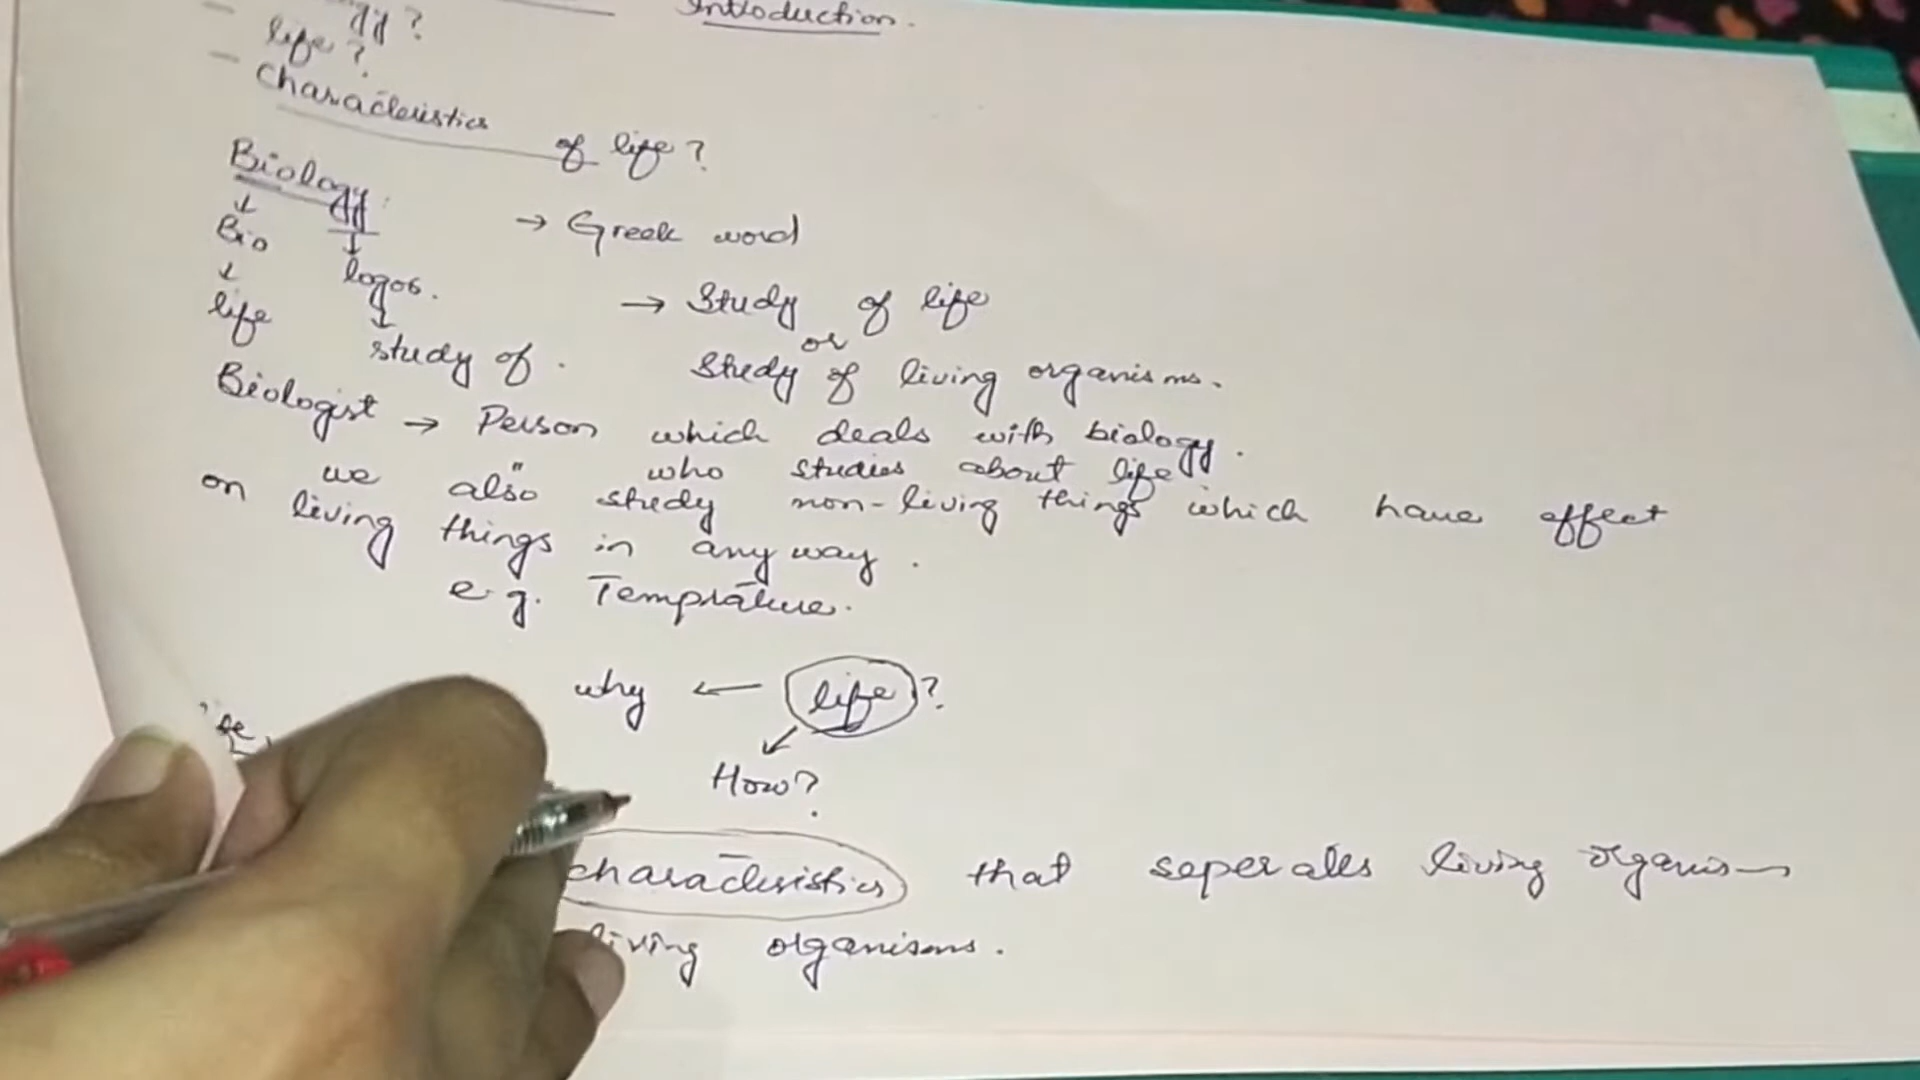 Introduction.
life?
- Characteristics of life?
Biology
→ Greek word
Bio
logos.
life
study of.
→ Study of life
or
Study of living organisms.
Biologist → Person which deals with biology.
" who studies about life
we also study non-living things which have effect
on living things in any way.
e.g. Temprature.
why ← life?
How?
characteristics that seperates living organism
living organisms.